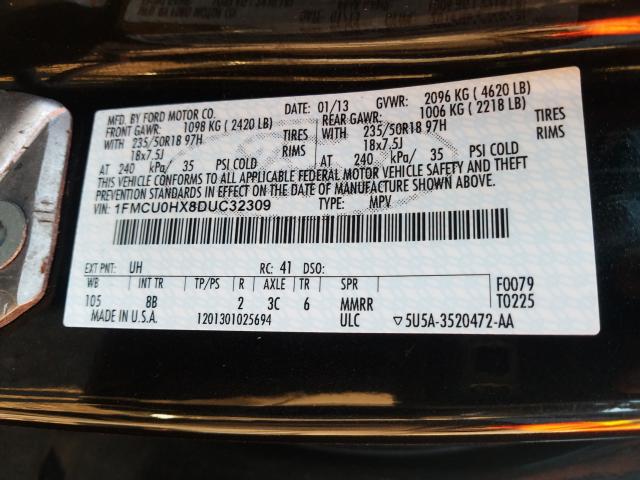 MFD. BY FORD MOTOR CO. DATE: 01/13 GVWR: 2096 KG ( 4620 LB)
FRONT GAWR: 1098 KG ( 2420 LB) REAR GAWR: 1006 KG ( 2218 LB)
WITH 235/50R18 97H TIRES WITH 235/50R18 97H TIRES
18x7.5J RIMS 18x7.5J RIMS
AT 240 kPa/ 35 PSI COLD AT 240 kPa/ 35 PSI COLD
THIS VEHICLE CONFORMS TO ALL APPLICABLE FEDERAL MOTOR VEHICLE SAFETY AND THEFT
PREVENTION STANDARDS IN EFFECT ON THE DATE OF MANUFACTURE SHOWN ABOVE.
VIN: 1FMCU0HX8DUC32309 TYPE: MPV
EXT PNT: UH RC: 41 DSO:
WB INT TR TP/PS R AXLE TR SPR F0079
105 8B 2 3C 6 MMRR T0225
MADE IN U.S.A. 1201301025694 ULC ▽5U5A-3520472-AA